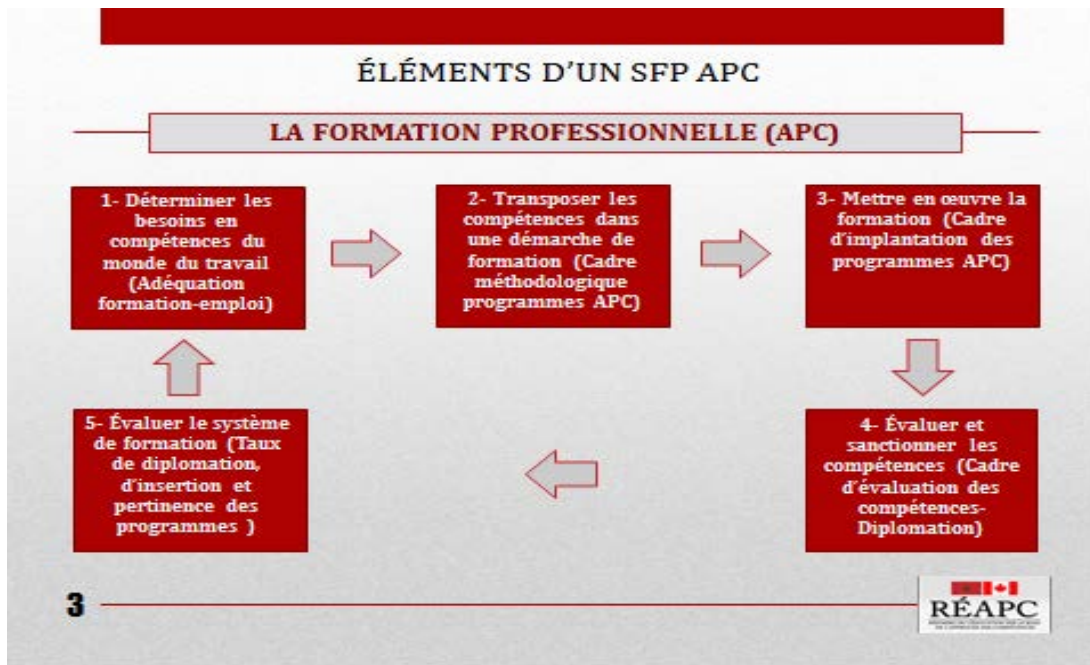 ÉLÉMENTS D'UN SFP APC
LA FORMATION PROFESSIONNELLE (APC)
1- Déterminer les
besoins en
compétences du
monde du travail
(Adéquation
formation-emploi)
2- Transposer les
compétences dans
une démarche de
formation (Cadre
méthodologique
programmes APC)
3- Mettre en œuvre la
formation (Cadre
d'implantation des
programmes APC)
4- Évaluer et
sanctionner les
compétences (Cadre
d'évaluation des
compétences-
Diplomation)
5- Évaluer le système
de formation (Taux
de diplomation,
d'insertion et
pertinence des
programmes )
3
RÉAPC